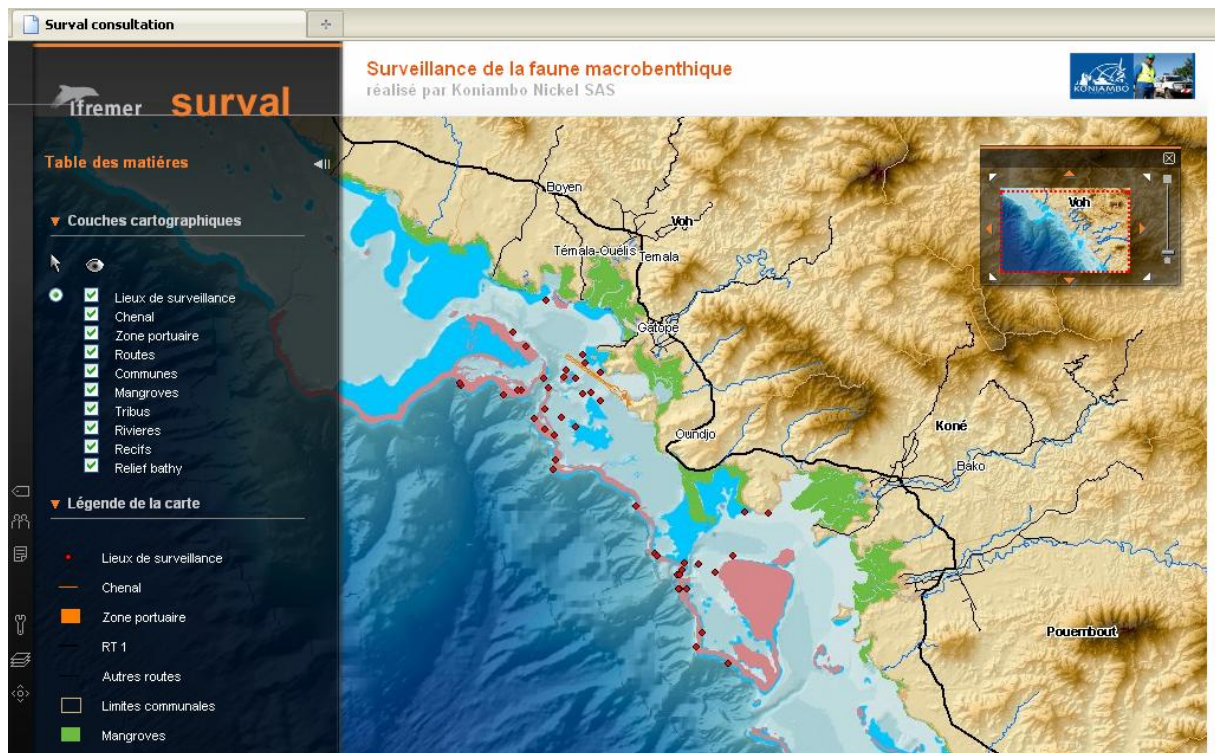 Surval consultation
Ifremer surval
Surveillance de la faune macrobenthique
réalisé par Koniambo Nickel SAS
KONIAMBO
Table des matiéres
Couches cartographiques
Lieux de surveillance
Chenal
Zone portuaire
Routes
Communes
Mangroves
Tribus
Rivieres
Recifs
Relief bathy
Légende de la carte
Lieux de surveillance
Chenal
Zone portuaire
RT 1
Autres routes
Limites communales
Mangroves
Boyen
Voh
Témala-Ouélis
Temala
Gatope
Oundjo
Koné
Bako
Pouembout
Voh